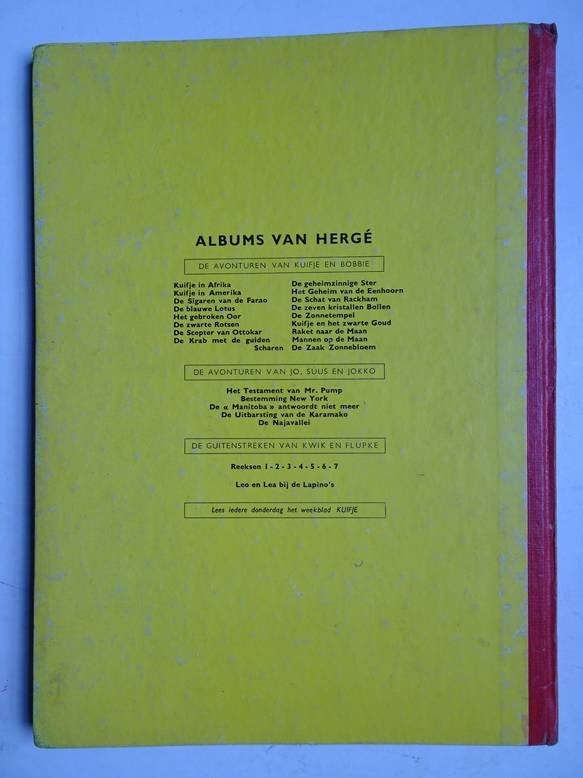 ALBUMS VAN HERGÉ
DE AVONTUREN VAN KUIFJE EN BOBBIE
Kuifje in Afrika
Kuifje in Amerika
De Sigaren van de Farao
De blauwe Lotus
Het gebroken Oor
De zwarte Rotsen
De Scepter van Ottokar
De Krab met de gulden
Scharen
De geheimzinnige Ster
Het Geheim van de Eenhoorn
De Schat van Rackham
De zeven kristallen Bollen
De Zonnetempel
Kuifje en het zwarte Goud
Raket naar de Maan
Mannen op de Maan
De Zaak Zonnebloem
DE AVONTUREN VAN JO, SUUS EN JOKKO
Het Testament van Mr. Pump
Bestemming New York
De « Manitoba » antwoordt niet meer
De Uitbarsting van de Karamako
De Najavallei
DE GUITENSTREKEN VAN KWIK EN FLUPKE
Reeksen 1 - 2 - 3 - 4 - 5 - 6 - 7
Leo en Lea bij de Lapino's
Lees iedere donderdag het weekblad KUIFJE